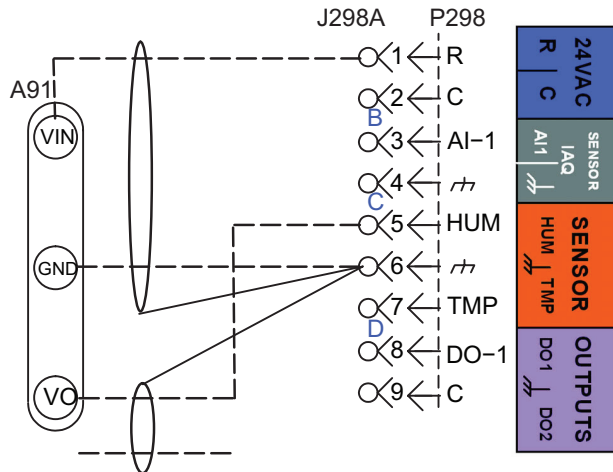 J298A P298
A91
VIN
GND
VO
1 R
2 C
B
3 AI−1
4
C
5 HUM
6
7 TMP
D
8 DO−1
9 C
24VAC
R C
SENSOR
IAQ
AI1
SENSOR
HUM TMP
OUTPUTS
DO1 DO2